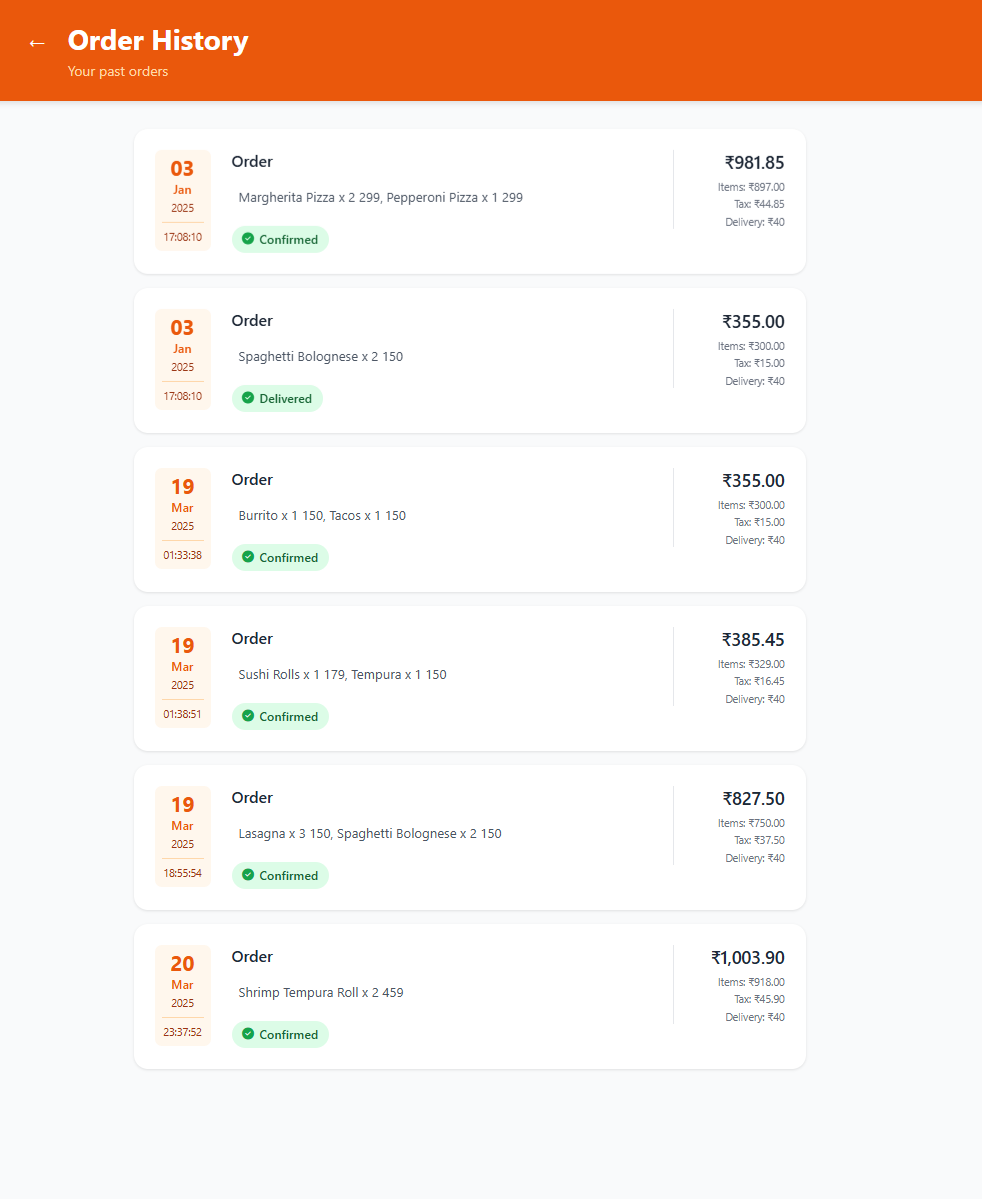 ←
Order History
Your past orders
03
Jan
2025
17:08:10
Order
Margherita Pizza x 2 299, Pepperoni Pizza x 1 299
Confirmed
₹981.85
Items: ₹897.00
Tax: ₹44.85
Delivery: ₹40
03
Jan
2025
17:08:10
Order
Spaghetti Bolognese x 2 150
Delivered
₹355.00
Items: ₹300.00
Tax: ₹15.00
Delivery: ₹40
19
Mar
2025
01:33:38
Order
Burrito x 1 150, Tacos x 1 150
Confirmed
₹355.00
Items: ₹300.00
Tax: ₹15.00
Delivery: ₹40
19
Mar
2025
01:38:51
Order
Sushi Rolls x 1 179, Tempura x 1 150
Confirmed
₹385.45
Items: ₹329.00
Tax: ₹16.45
Delivery: ₹40
19
Mar
2025
18:55:54
Order
Lasagna x 3 150, Spaghetti Bolognese x 2 150
Confirmed
₹827.50
Items: ₹750.00
Tax: ₹37.50
Delivery: ₹40
20
Mar
2025
23:37:52
Order
Shrimp Tempura Roll x 2 459
Confirmed
₹1,003.90
Items: ₹918.00
Tax: ₹45.90
Delivery: ₹40